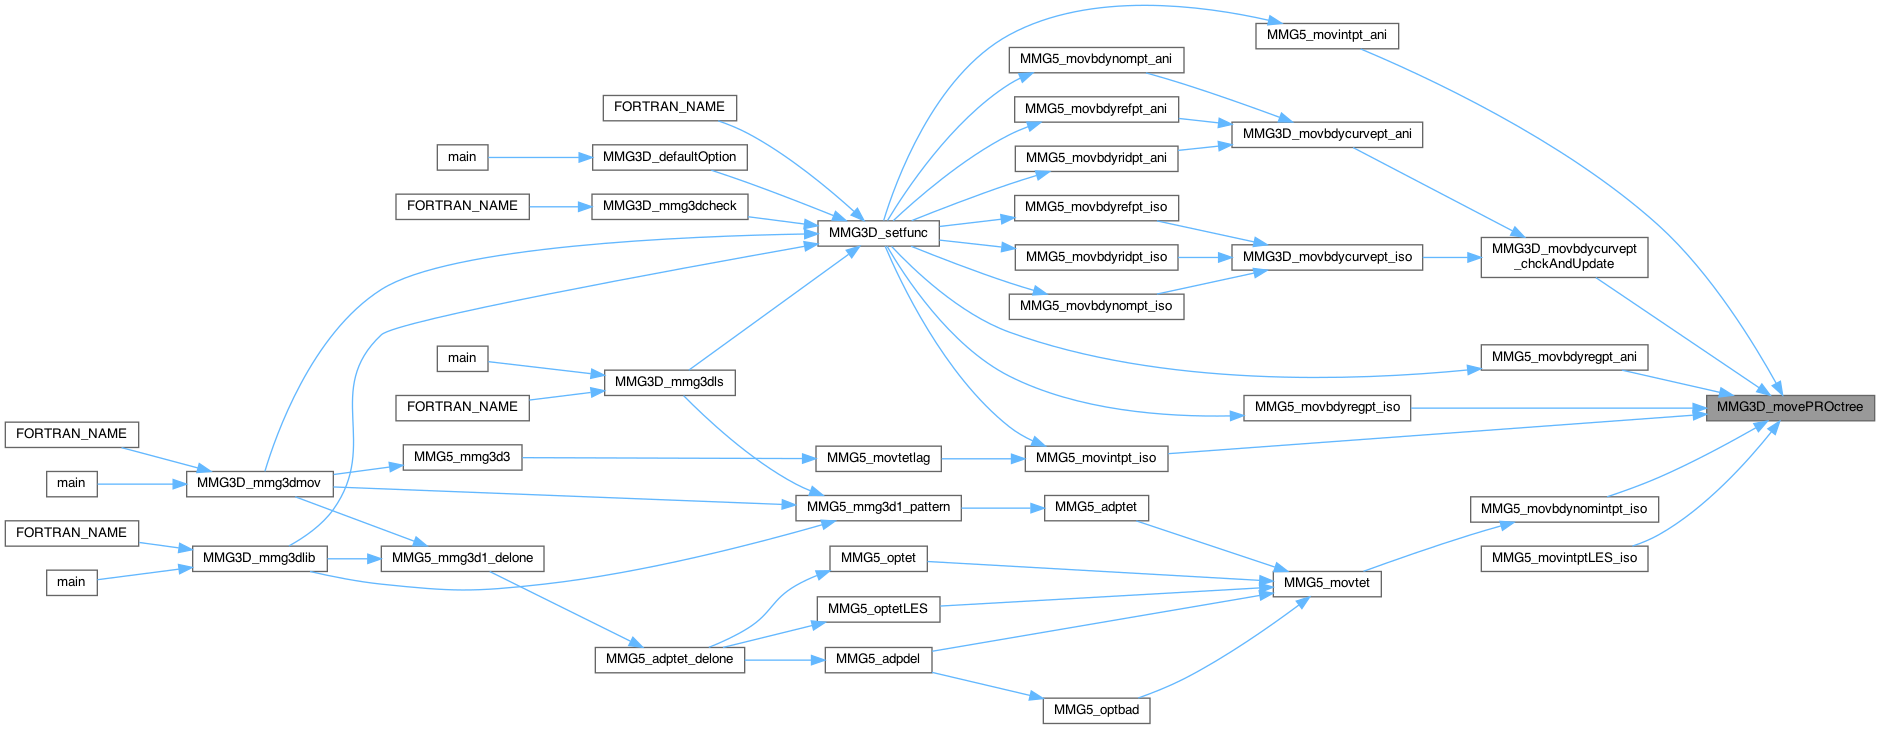 MMG5_movintpt_ani
MMG5_movbdynompt_ani
FORTRAN_NAME
MMG5_movbdyrefpt_ani
MMG3D_movbdycurvept_ani
main
MMG3D_defaultOption
MMG5_movbdyridpt_ani
FORTRAN_NAME
MMG3D_mmg3dcheck
MMG5_movbdyrefpt_iso
MMG3D_setfunc
MMG5_movbdyridpt_iso
MMG3D_movbdycurvept_iso
MMG3D_movbdycurvept
_chckAndUpdate
MMG5_movbdynompt_iso
main
MMG5_movbdyregpt_ani
MMG3D_mmg3dls
FORTRAN_NAME
MMG5_movbdyregpt_iso
MMG3D_movePROctree
FORTRAN_NAME
MMG5_mmg3d3
MMG5_movtetlag
MMG5_movintpt_iso
main
MMG3D_mmg3dmov
MMG5_mmg3d1_pattern
MMG5_adptet
MMG5_movbdynomintpt_iso
FORTRAN_NAME
MMG3D_mmg3dlib
MMG5_mmg3d1_delone
MMG5_optet
MMG5_movintptLES_iso
main
MMG5_movtet
MMG5_optetLES
MMG5_adptet_delone
MMG5_adpdel
MMG5_optbad